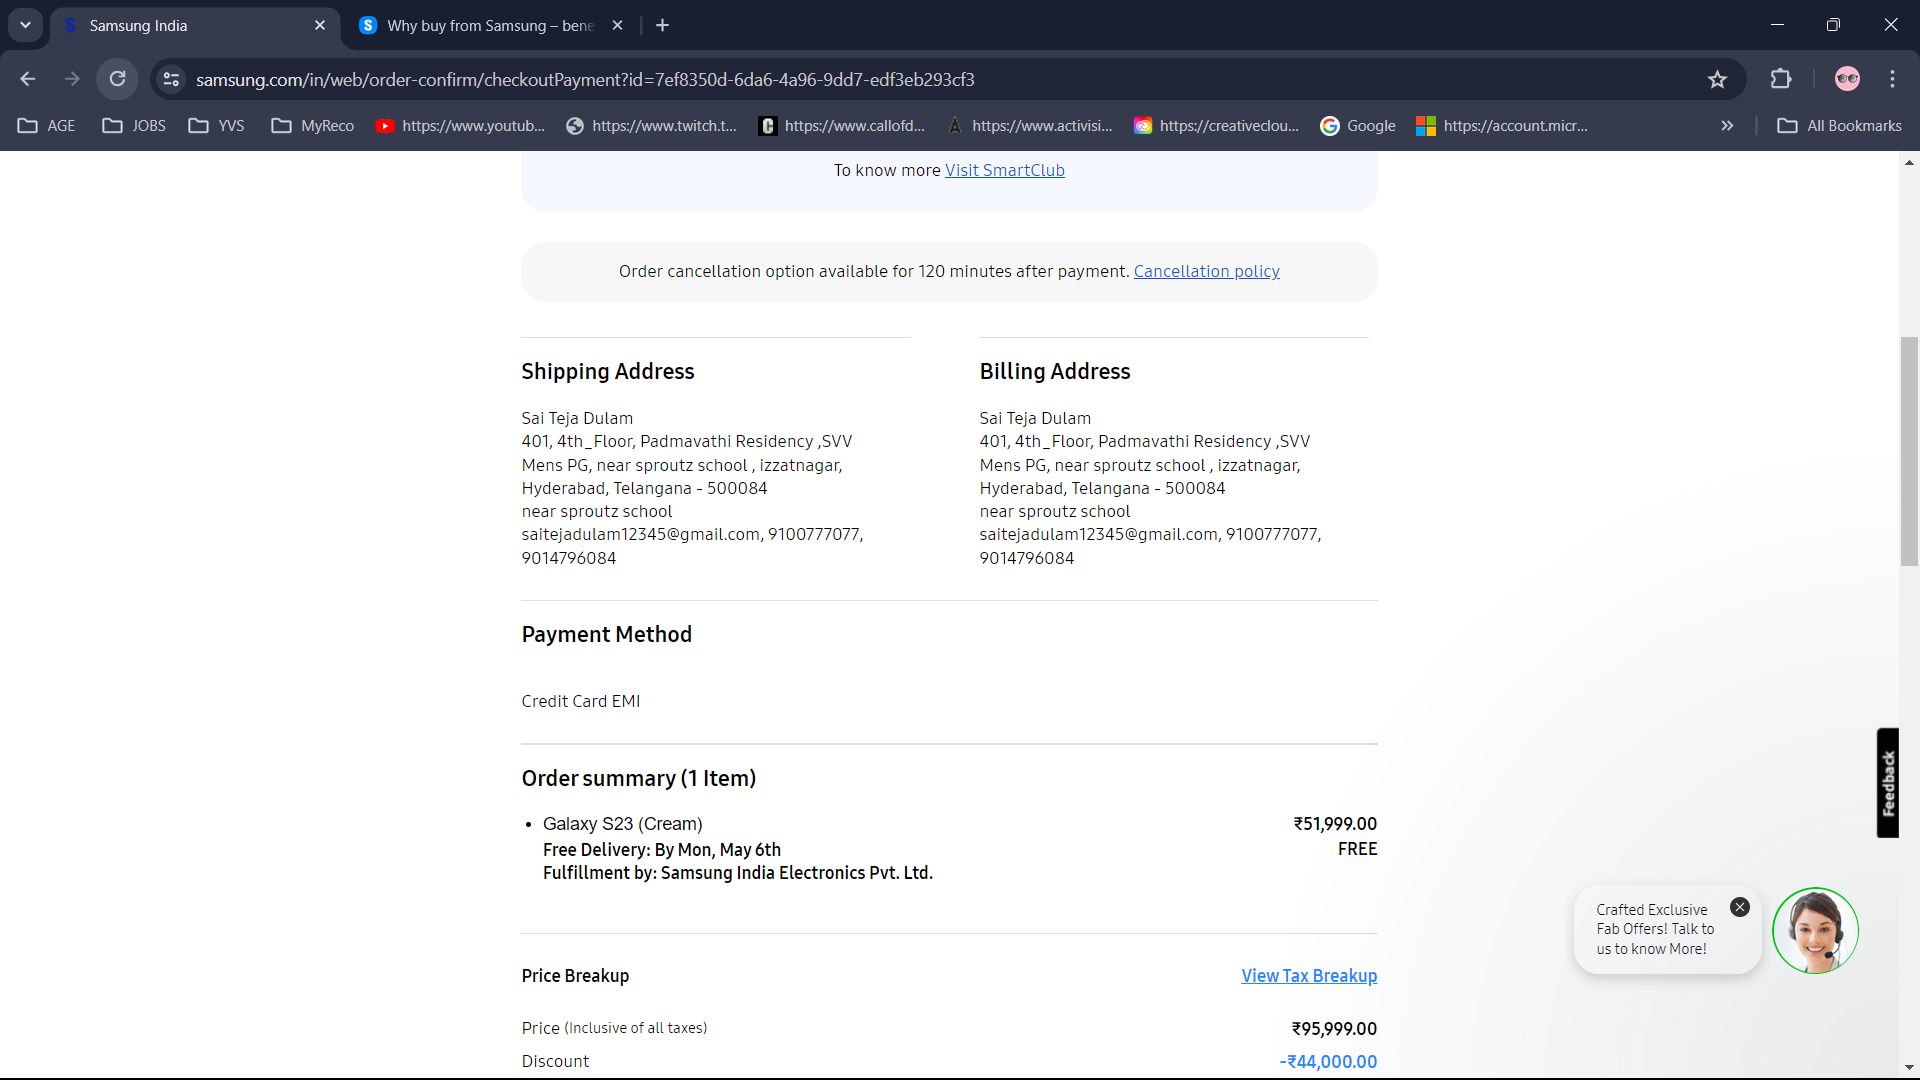 Samsung India
Why buy from Samsung – bene
samsung.com/in/web/order-confirm/checkoutPayment?id=7ef8350d-6da6-4a96-9dd7-edf3eb293cf3
AGE
JOBS
YVS
MyReco
https://www.youtub...
https://www.twitch.t...
https://www.callofd...
https://www.activisi...
https://creativeclou...
Google
https://account.micr...
All Bookmarks
To know more Visit SmartClub
Order cancellation option available for 120 minutes after payment. Cancellation policy
Shipping Address
Sai Teja Dulam
401, 4th_Floor, Padmavathi Residency ,SVV
Mens PG, near sproutz school , izzatnagar,
Hyderabad, Telangana - 500084
near sproutz school
saitejadulam12345@gmail.com, 9100777077,
9014796084
Billing Address
Sai Teja Dulam
401, 4th_Floor, Padmavathi Residency ,SVV
Mens PG, near sproutz school , izzatnagar,
Hyderabad, Telangana - 500084
near sproutz school
saitejadulam12345@gmail.com, 9100777077,
9014796084
Payment Method
Credit Card EMI
Order summary (1 Item)
Galaxy S23 (Cream) ₹51,999.00
Free Delivery: By Mon, May 6th FREE
Fulfillment by: Samsung India Electronics Pvt. Ltd.
Price Breakup View Tax Breakup
Price (Inclusive of all taxes) ₹95,999.00
Discount -₹44,000.00
Feedback
Crafted Exclusive
Fab Offers! Talk to
us to know More!